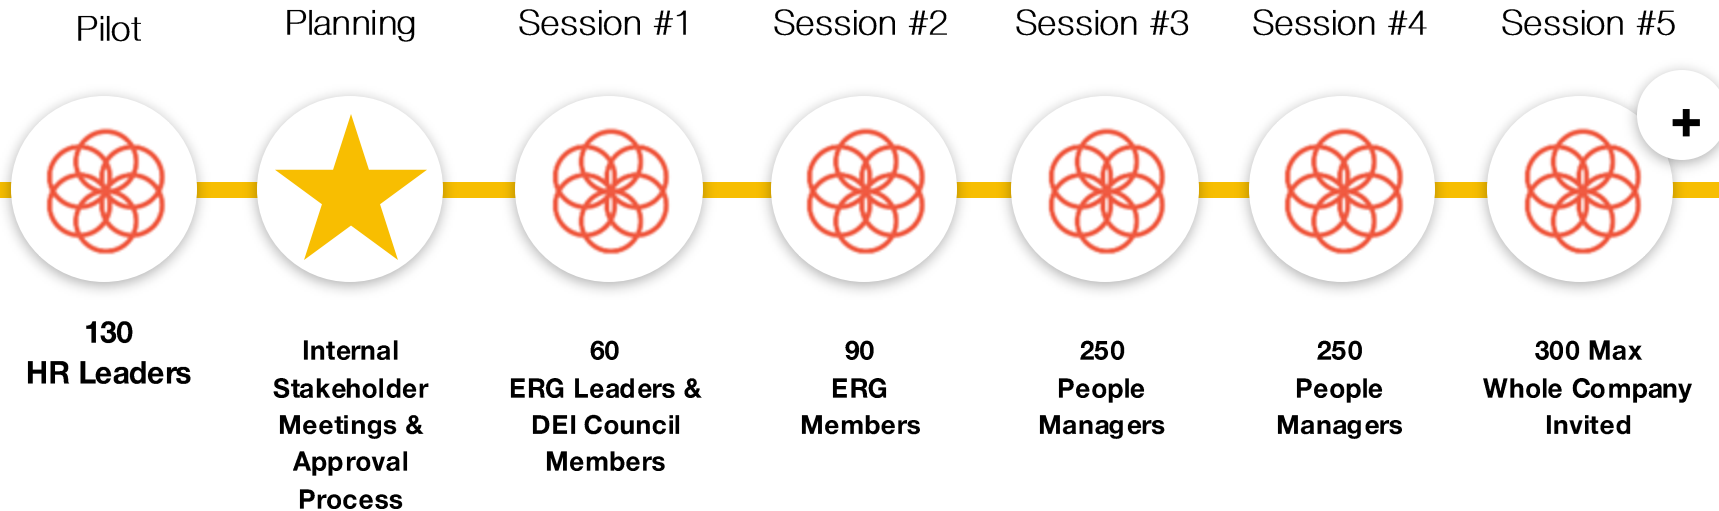 Pilot
Planning
Session #1
Session #2
Session #3
Session #4
Session #5
+
130
HR Leaders
Internal
Stakeholder
Meetings &
Approval
Process
60
ERG Leaders &
DEI Council
Members
90
ERG
Members
250
People
Managers
250
People
Managers
300 Max
Whole Company
Invited